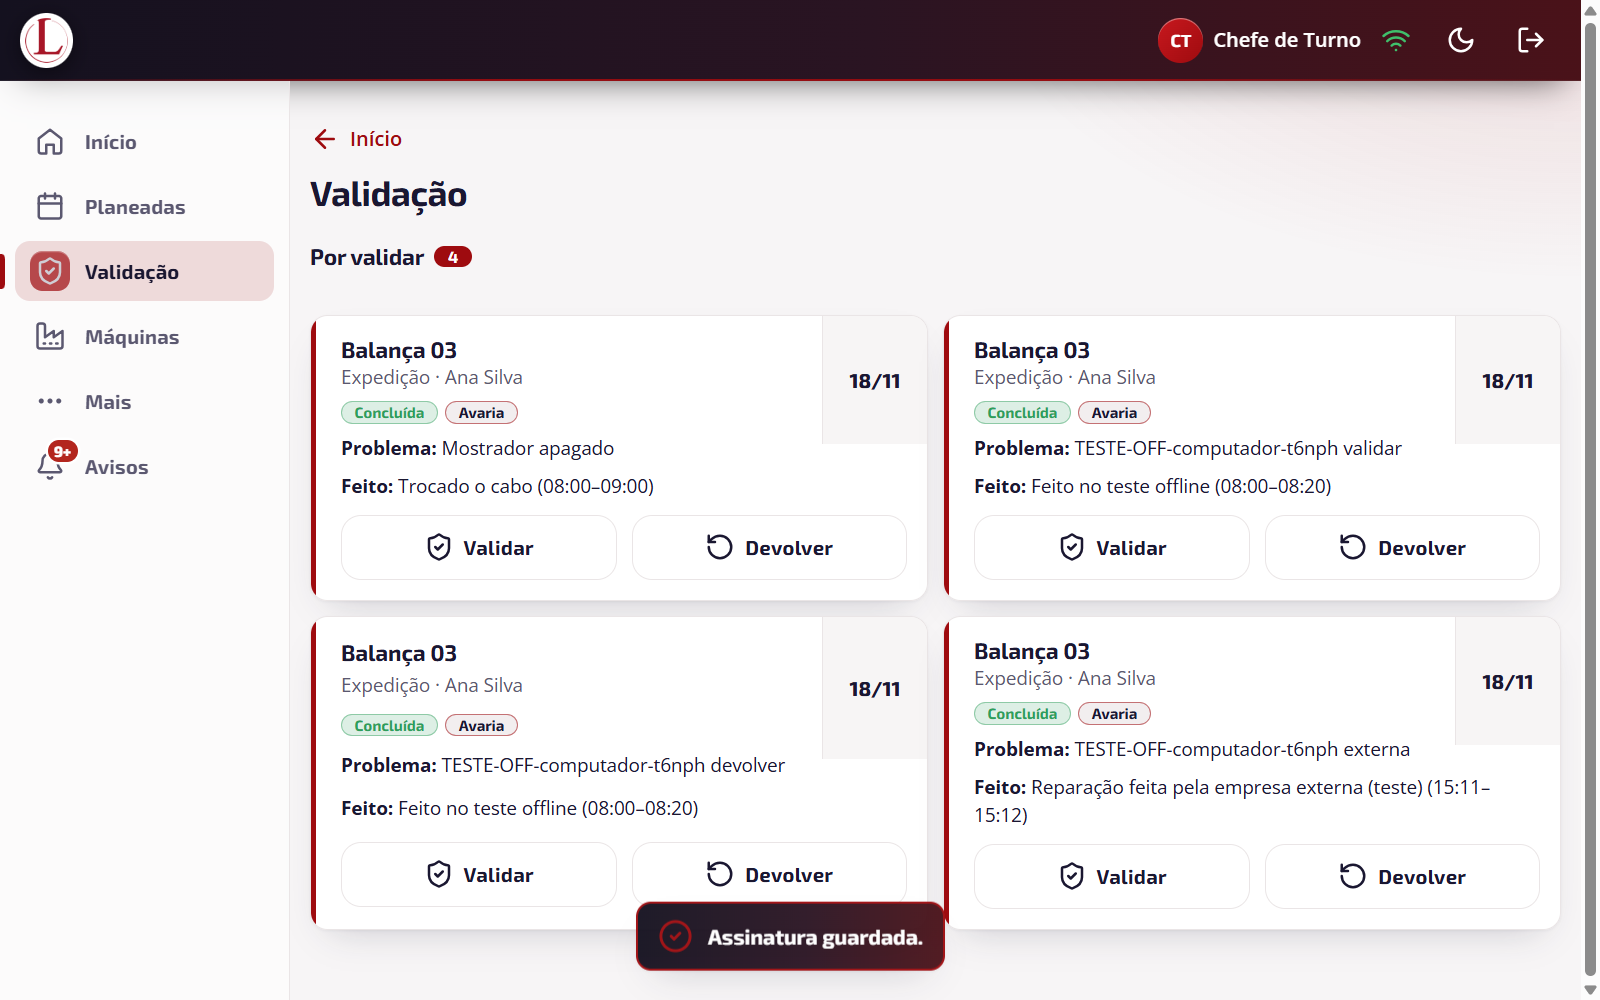 L
CT Chefe de Turno
Início
Planeadas
Validação
Máquinas
Mais
9+
Avisos
Início
Validação
Por validar 4
Balança 03
Expedição · Ana Silva
Concluída Avaria
18/11
Problema: Mostrador apagado
Feito: Trocado o cabo (08:00–09:00)
Validar Devolver
Balança 03
Expedição · Ana Silva
Concluída Avaria
18/11
Problema: TESTE-OFF-computador-t6nph validar
Feito: Feito no teste offline (08:00–08:20)
Validar Devolver
Balança 03
Expedição · Ana Silva
Concluída Avaria
18/11
Problema: TESTE-OFF-computador-t6nph devolver
Feito: Feito no teste offline (08:00–08:20)
Validar Devolver
Balança 03
Expedição · Ana Silva
Concluída Avaria
18/11
Problema: TESTE-OFF-computador-t6nph externa
Feito: Reparação feita pela empresa externa (teste) (15:11–
15:12)
Validar Devolver
Assinatura guardada.